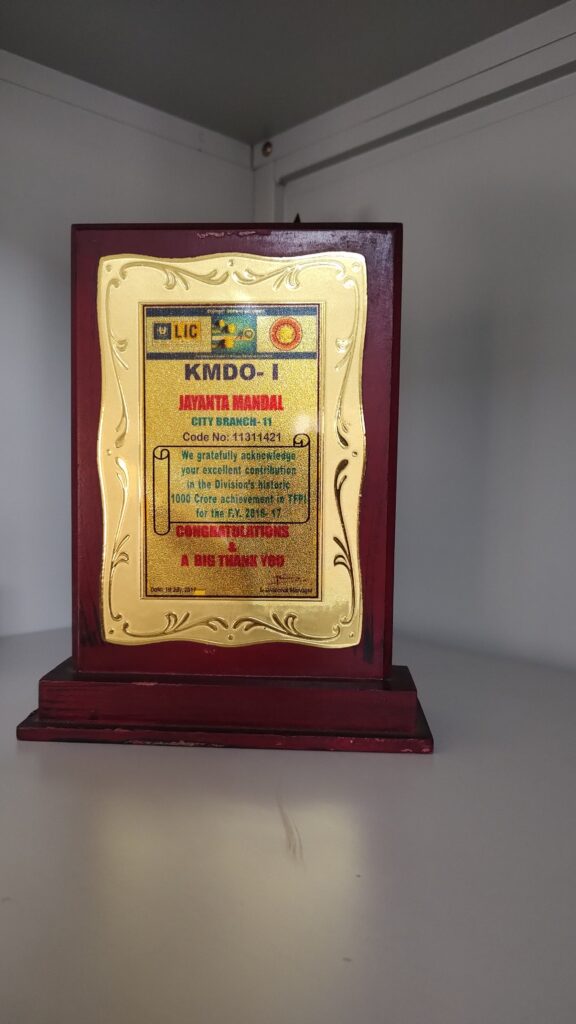 LIC
KMDO- I
JAYANTA MANDAL
CITY BRANCH- 11
Code No: 11311421
We gratefully acknowledge
your excellent contribution
in the Division's historic
1000 Crore achievement in TFPI
for the F.Y. 2016- 17
CONGRATULATIONS
&
A BIG THANK YOU